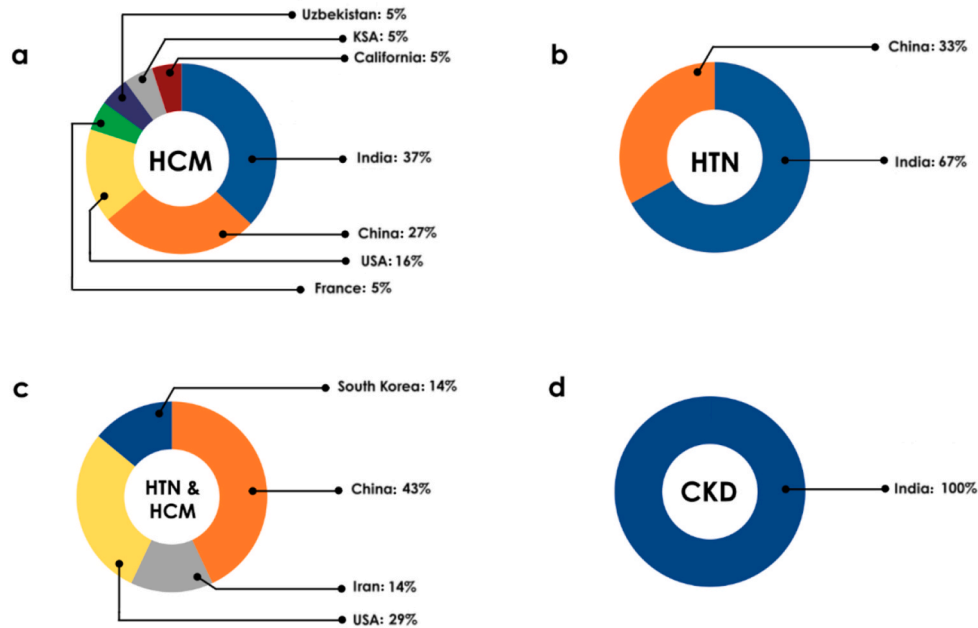 a
Uzbekistan: 5%
KSA: 5%
California: 5%
HCM
India: 37%
China: 27%
USA: 16%
France: 5%
b
China: 33%
HTN
India: 67%
c
South Korea: 14%
HTN &
HCM
China: 43%
Iran: 14%
USA: 29%
d
CKD
India: 100%